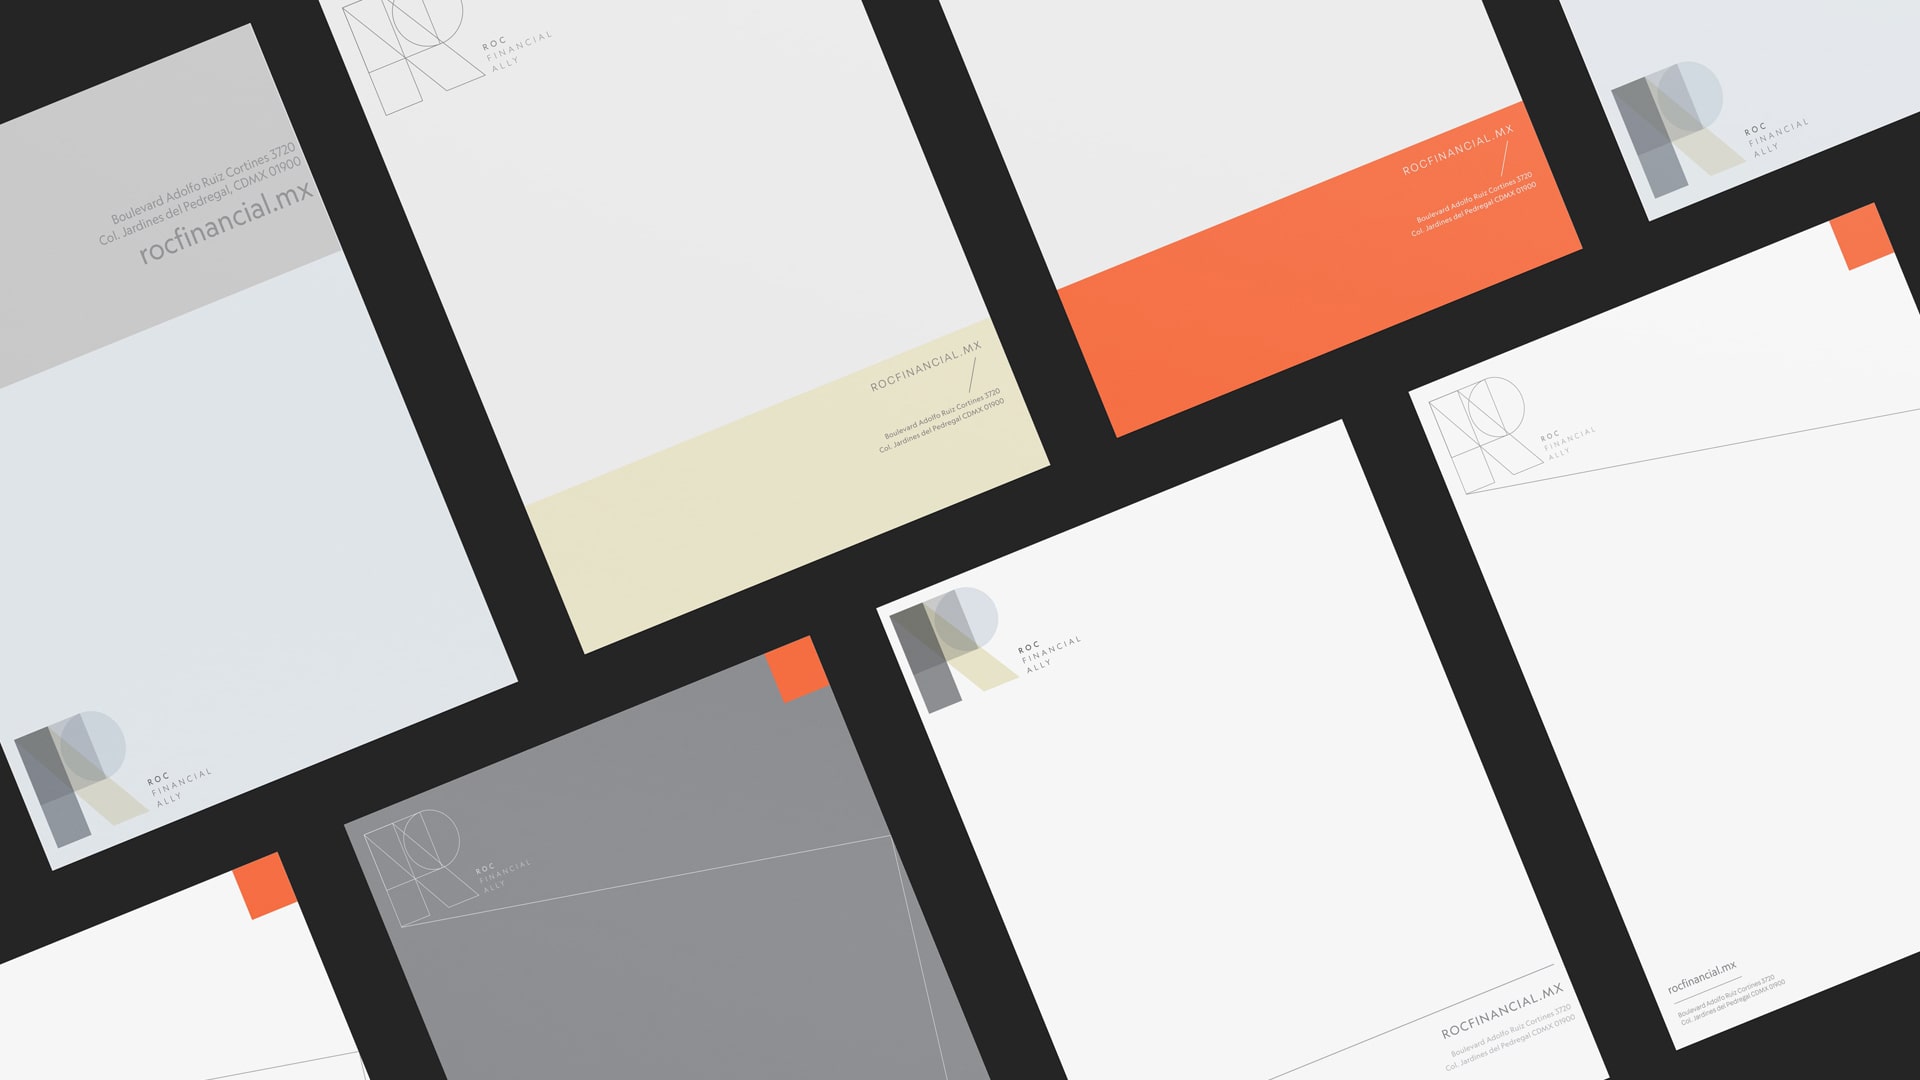 Boulevard Adolfo Ruiz Cortines 3720
Col. Jardines del Pedregal, CDMX 01900
rocfinancial.mx
ROC
FINANCIAL
ALLY
ROC
FINANCIAL
ALLY
ROCFINANCIAL.MX
Boulevard Adolfo Ruiz Cortines 3720
Col. Jardines del Pedregal CDMX 01900
ROCFINANCIAL.MX
Boulevard Adolfo Ruiz Cortines 3720
Col. Jardines del Pedregal CDMX 01900
ROC
FINANCIAL
ALLY
ROC
FINANCIAL
ALLY
ROC
FINANCIAL
ALLY
ROCFINANCIAL.MX
Boulevard Adolfo Ruiz Cortines 3720
Col. Jardines del Pedregal CDMX 01900
ROC
FINANCIAL
ALLY
rocfinancial.mx
Boulevard Adolfo Ruiz Cortines 3720
Col. Jardines del Pedregal CDMX 01900